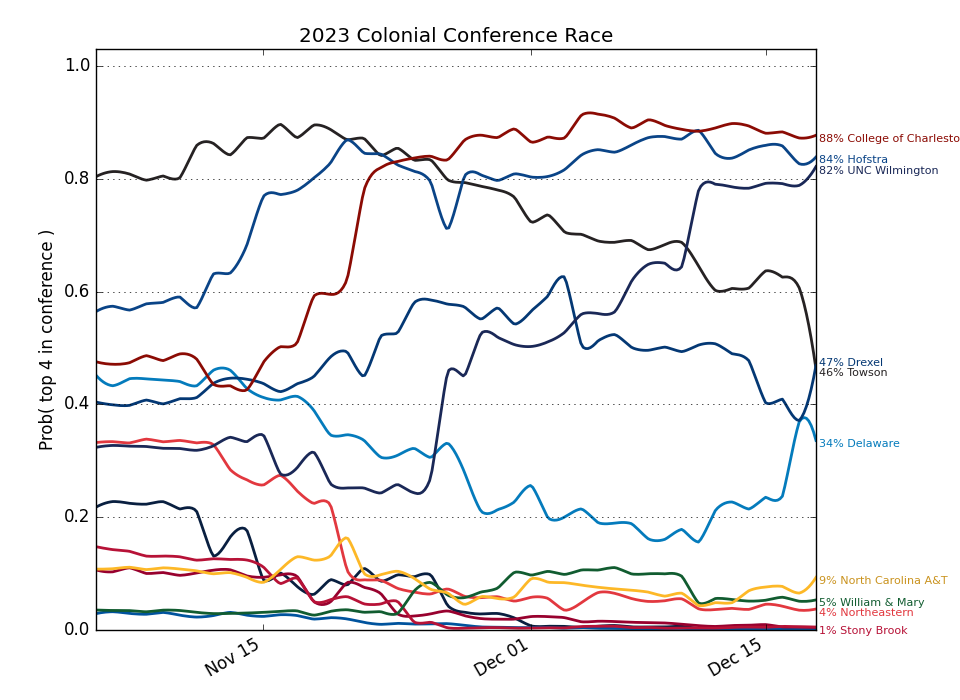 2023 Colonial Conference Race
Prob( top 4 in conference )
1.0
0.8
0.6
0.4
0.2
0.0
Nov 15
Dec 01
Dec 15
88% College of Charlesto
84% Hofstra
82% UNC Wilmington
47% Drexel
46% Towson
34% Delaware
9% North Carolina A&T
5% William & Mary
4% Northeastern
1% Stony Brook